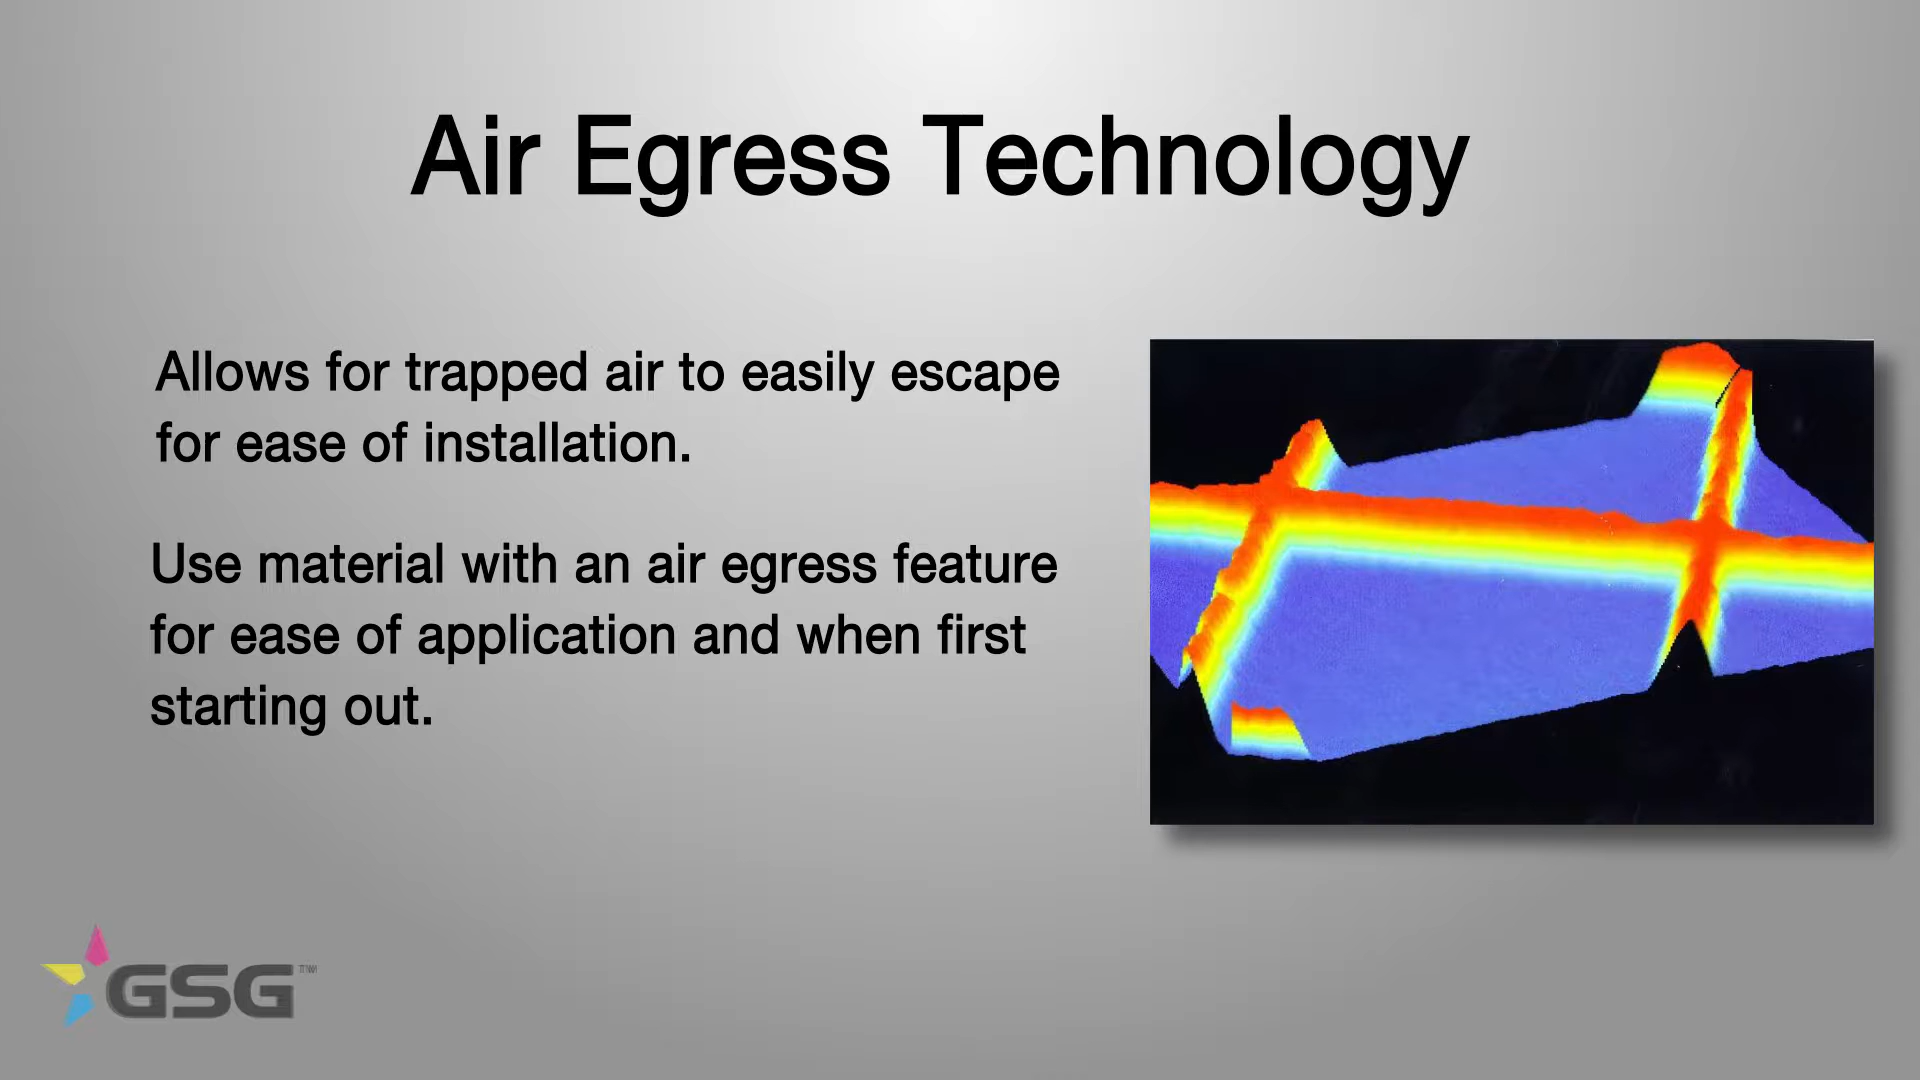 Air Egress Technology
Allows for trapped air to easily escape
for ease of installation.
Use material with an air egress feature
for ease of application and when first
starting out.
GSG